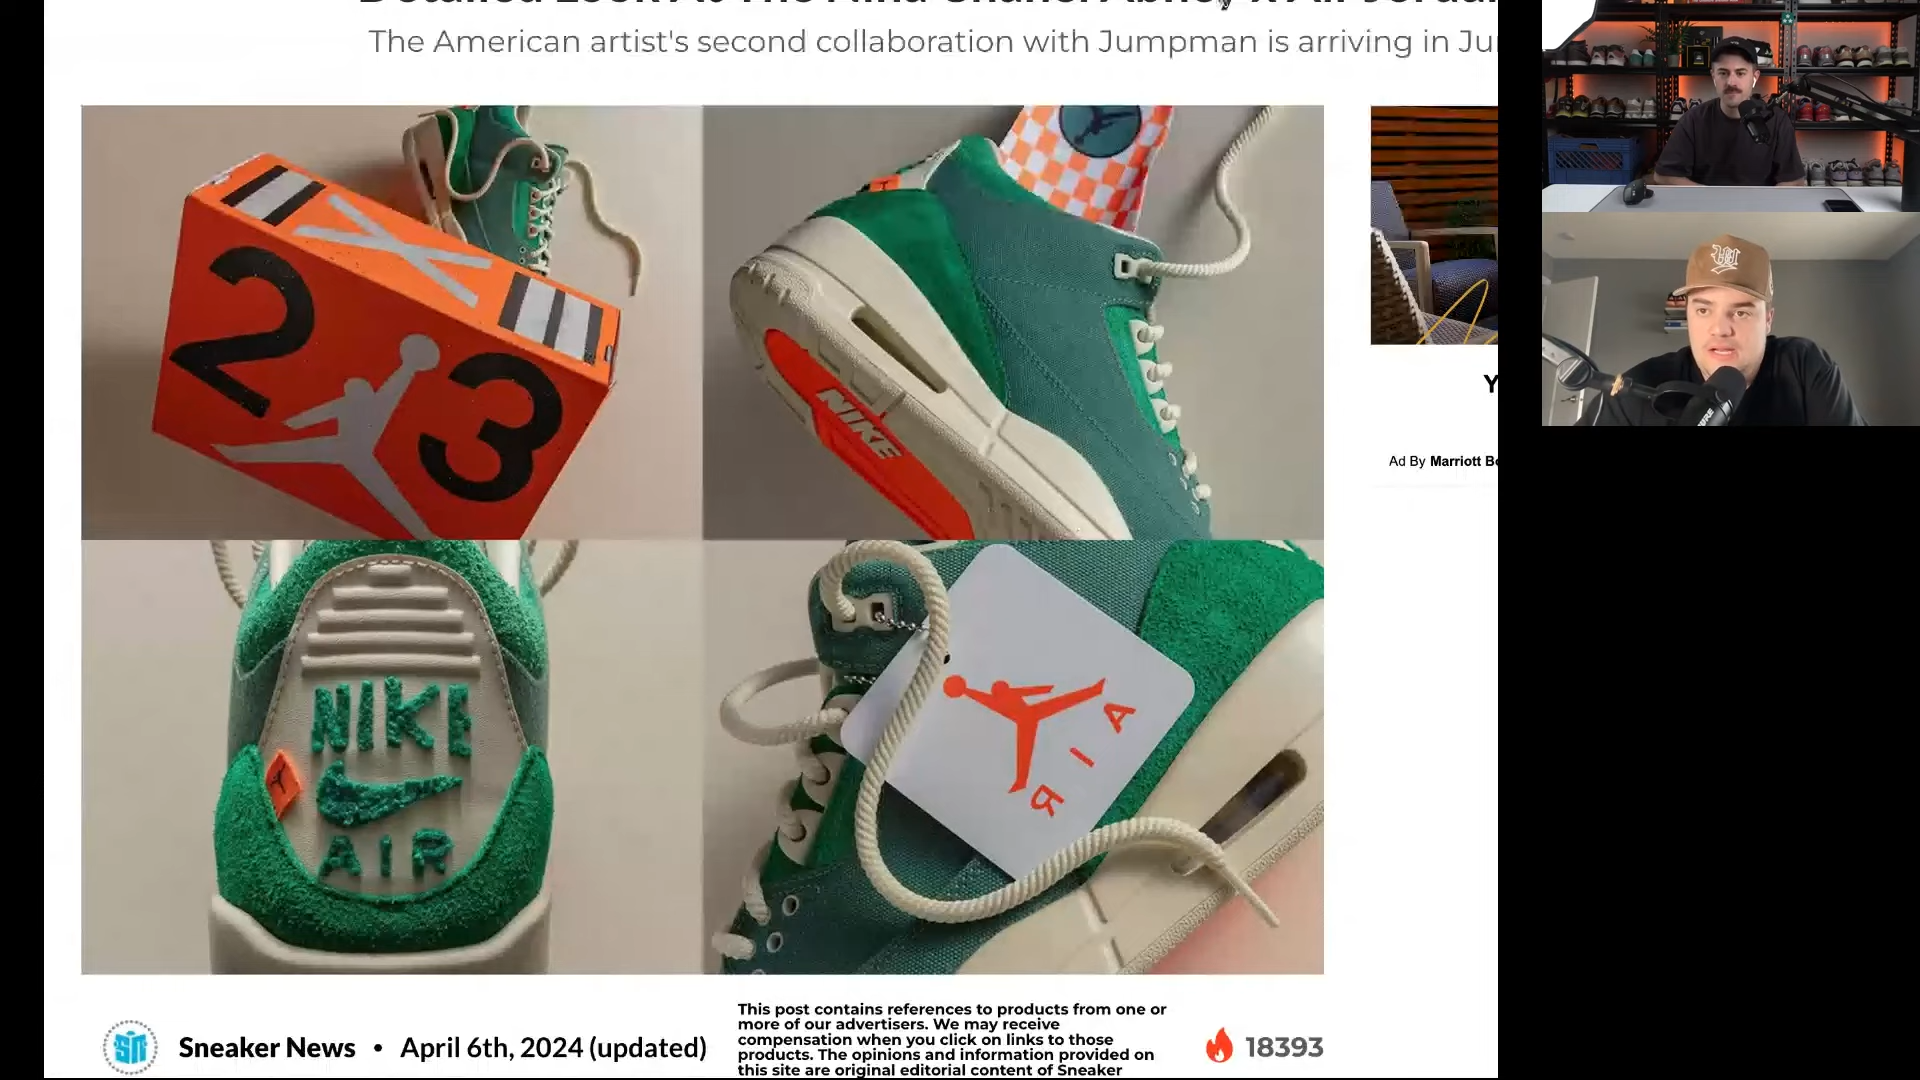 The American artist's second collaboration with Jumpman is arriving in
23
NIKE
NIKE
AIR
AIR
Y
Ad By Marriott
Sneaker News • April 6th, 2024 (updated)
This post contains references to products from one or
more of our advertisers. We may receive
compensation when you click on links to those
products. The opinions and information provided on
this site are original editorial content of Sneaker
18393